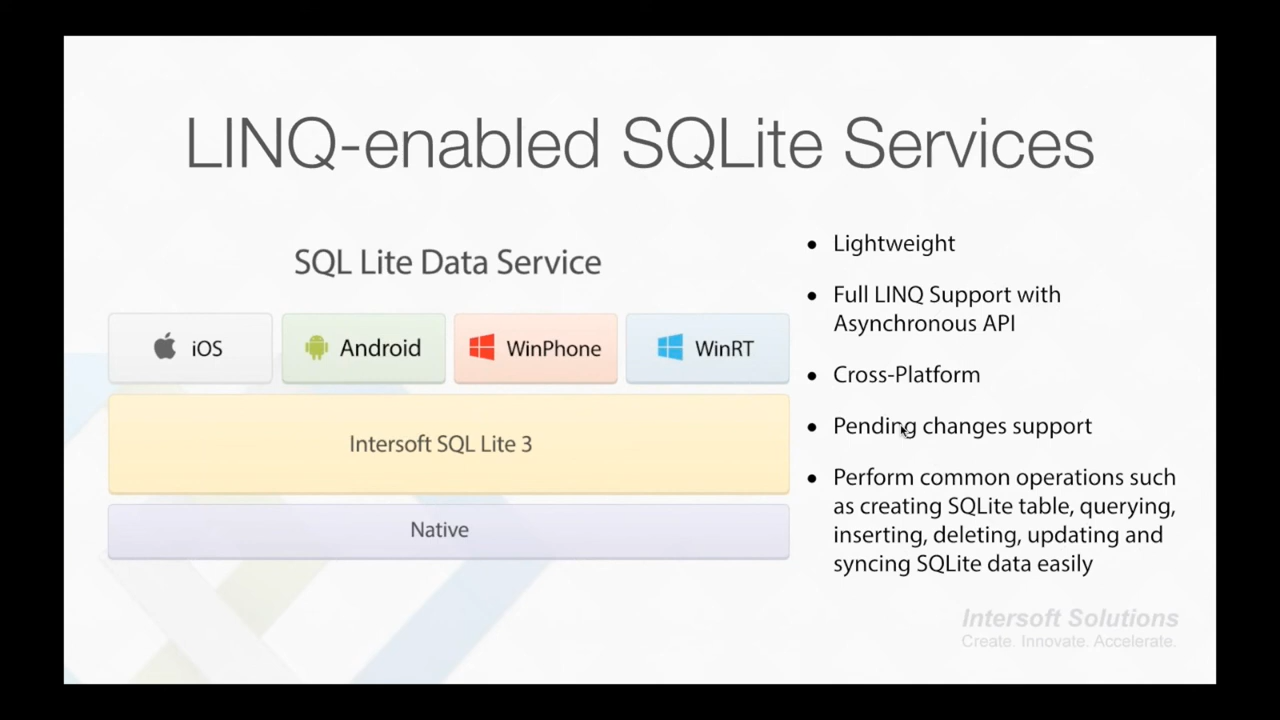 LINQ-enabled SQLite Services
SQL Lite Data Service
iOS
Android
WinPhone
WinRT
Intersoft SQL Lite 3
Native
• Lightweight
• Full LINQ Support with
Asynchronous API
• Cross-Platform
• Pending changes support
• Perform common operations such
as creating SQLite table, querying,
inserting, deleting, updating and
syncing SQLite data easily
Intersoft Solutions
Create. Innovate. Accelerate.